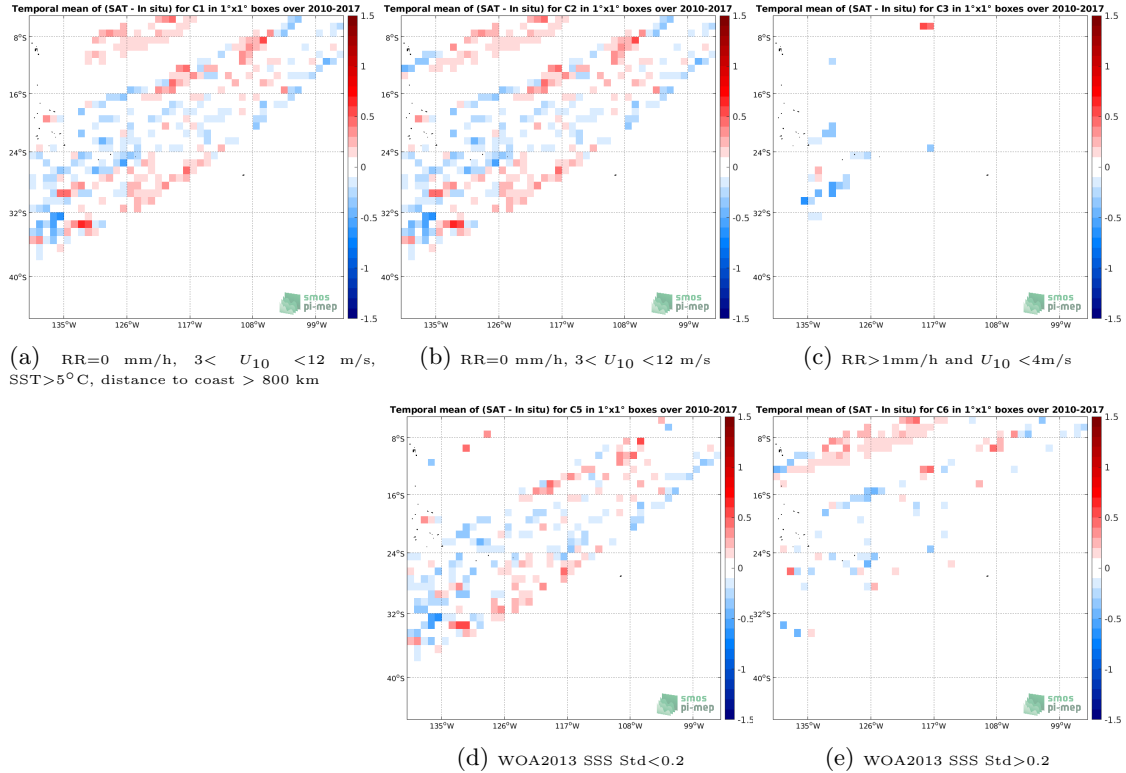 Temporal mean of (SAT - In situ) for C1 in 1°x1° boxes over 2010-2017
8°S
16°S
24°S
32°S
40°S
135°W
126°W
117°W
108°W
99°W
1.5
1
0.5
0
-0.5
-1
-1.5
smos
pi-mep
(a) RR=0 mm/h, 3< U10 <12 m/s,
SST>5°C, distance to coast > 800 km
Temporal mean of (SAT - In situ) for C2 in 1°x1° boxes over 2010-2017
8°S
16°S
24°S
32°S
40°S
135°W
126°W
117°W
108°W
99°W
1.5
1
0.5
0
-0.5
-1
-1.5
smos
pi-mep
(b) RR=0 mm/h, 3< U10 <12 m/s
Temporal mean of (SAT - In situ) for C3 in 1°x1° boxes over 2010-2017
8°S
16°S
24°S
32°S
40°S
135°W
126°W
117°W
108°W
99°W
1.5
1
0.5
0
-0.5
-1
-1.5
smos
pi-mep
(c) RR>1mm/h and U10 <4m/s
Temporal mean of (SAT - In situ) for C5 in 1°x1° boxes over 2010-2017
8°S
16°S
24°S
32°S
40°S
135°W
126°W
117°W
108°W
99°W
1.5
1
0.5
0
-0.5
-1
-1.5
smos
pi-mep
(d) WOA2013 SSS Std<0.2
Temporal mean of (SAT - In situ) for C6 in 1°x1° boxes over 2010-2017
8°S
16°S
24°S
32°S
40°S
135°W
126°W
117°W
108°W
99°W
1.5
1
0.5
0
-0.5
-1
-1.5
smos
pi-mep
(e) WOA2013 SSS Std>0.2